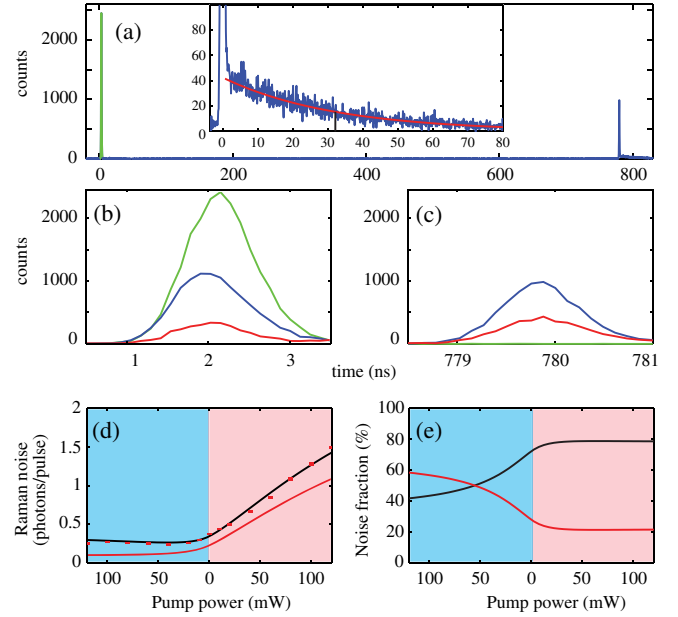 (a)
counts
2000
1000
0
80
60
40
20
0
0 10 20 30 40 50 60 70 80
0 200 400 600 800
(b)
counts
2000
1000
0
1 2 3
(c)
2000
1000
0
779 780 781
time (ns)
(d)
Raman noise
(photons/pulse)
2
1.5
1
0.5
0
100 50 0 50 100
Pump power (mW)
(e)
Noise fraction (%)
100
80
60
40
20
0
100 50 0 50 100
Pump power (mW)